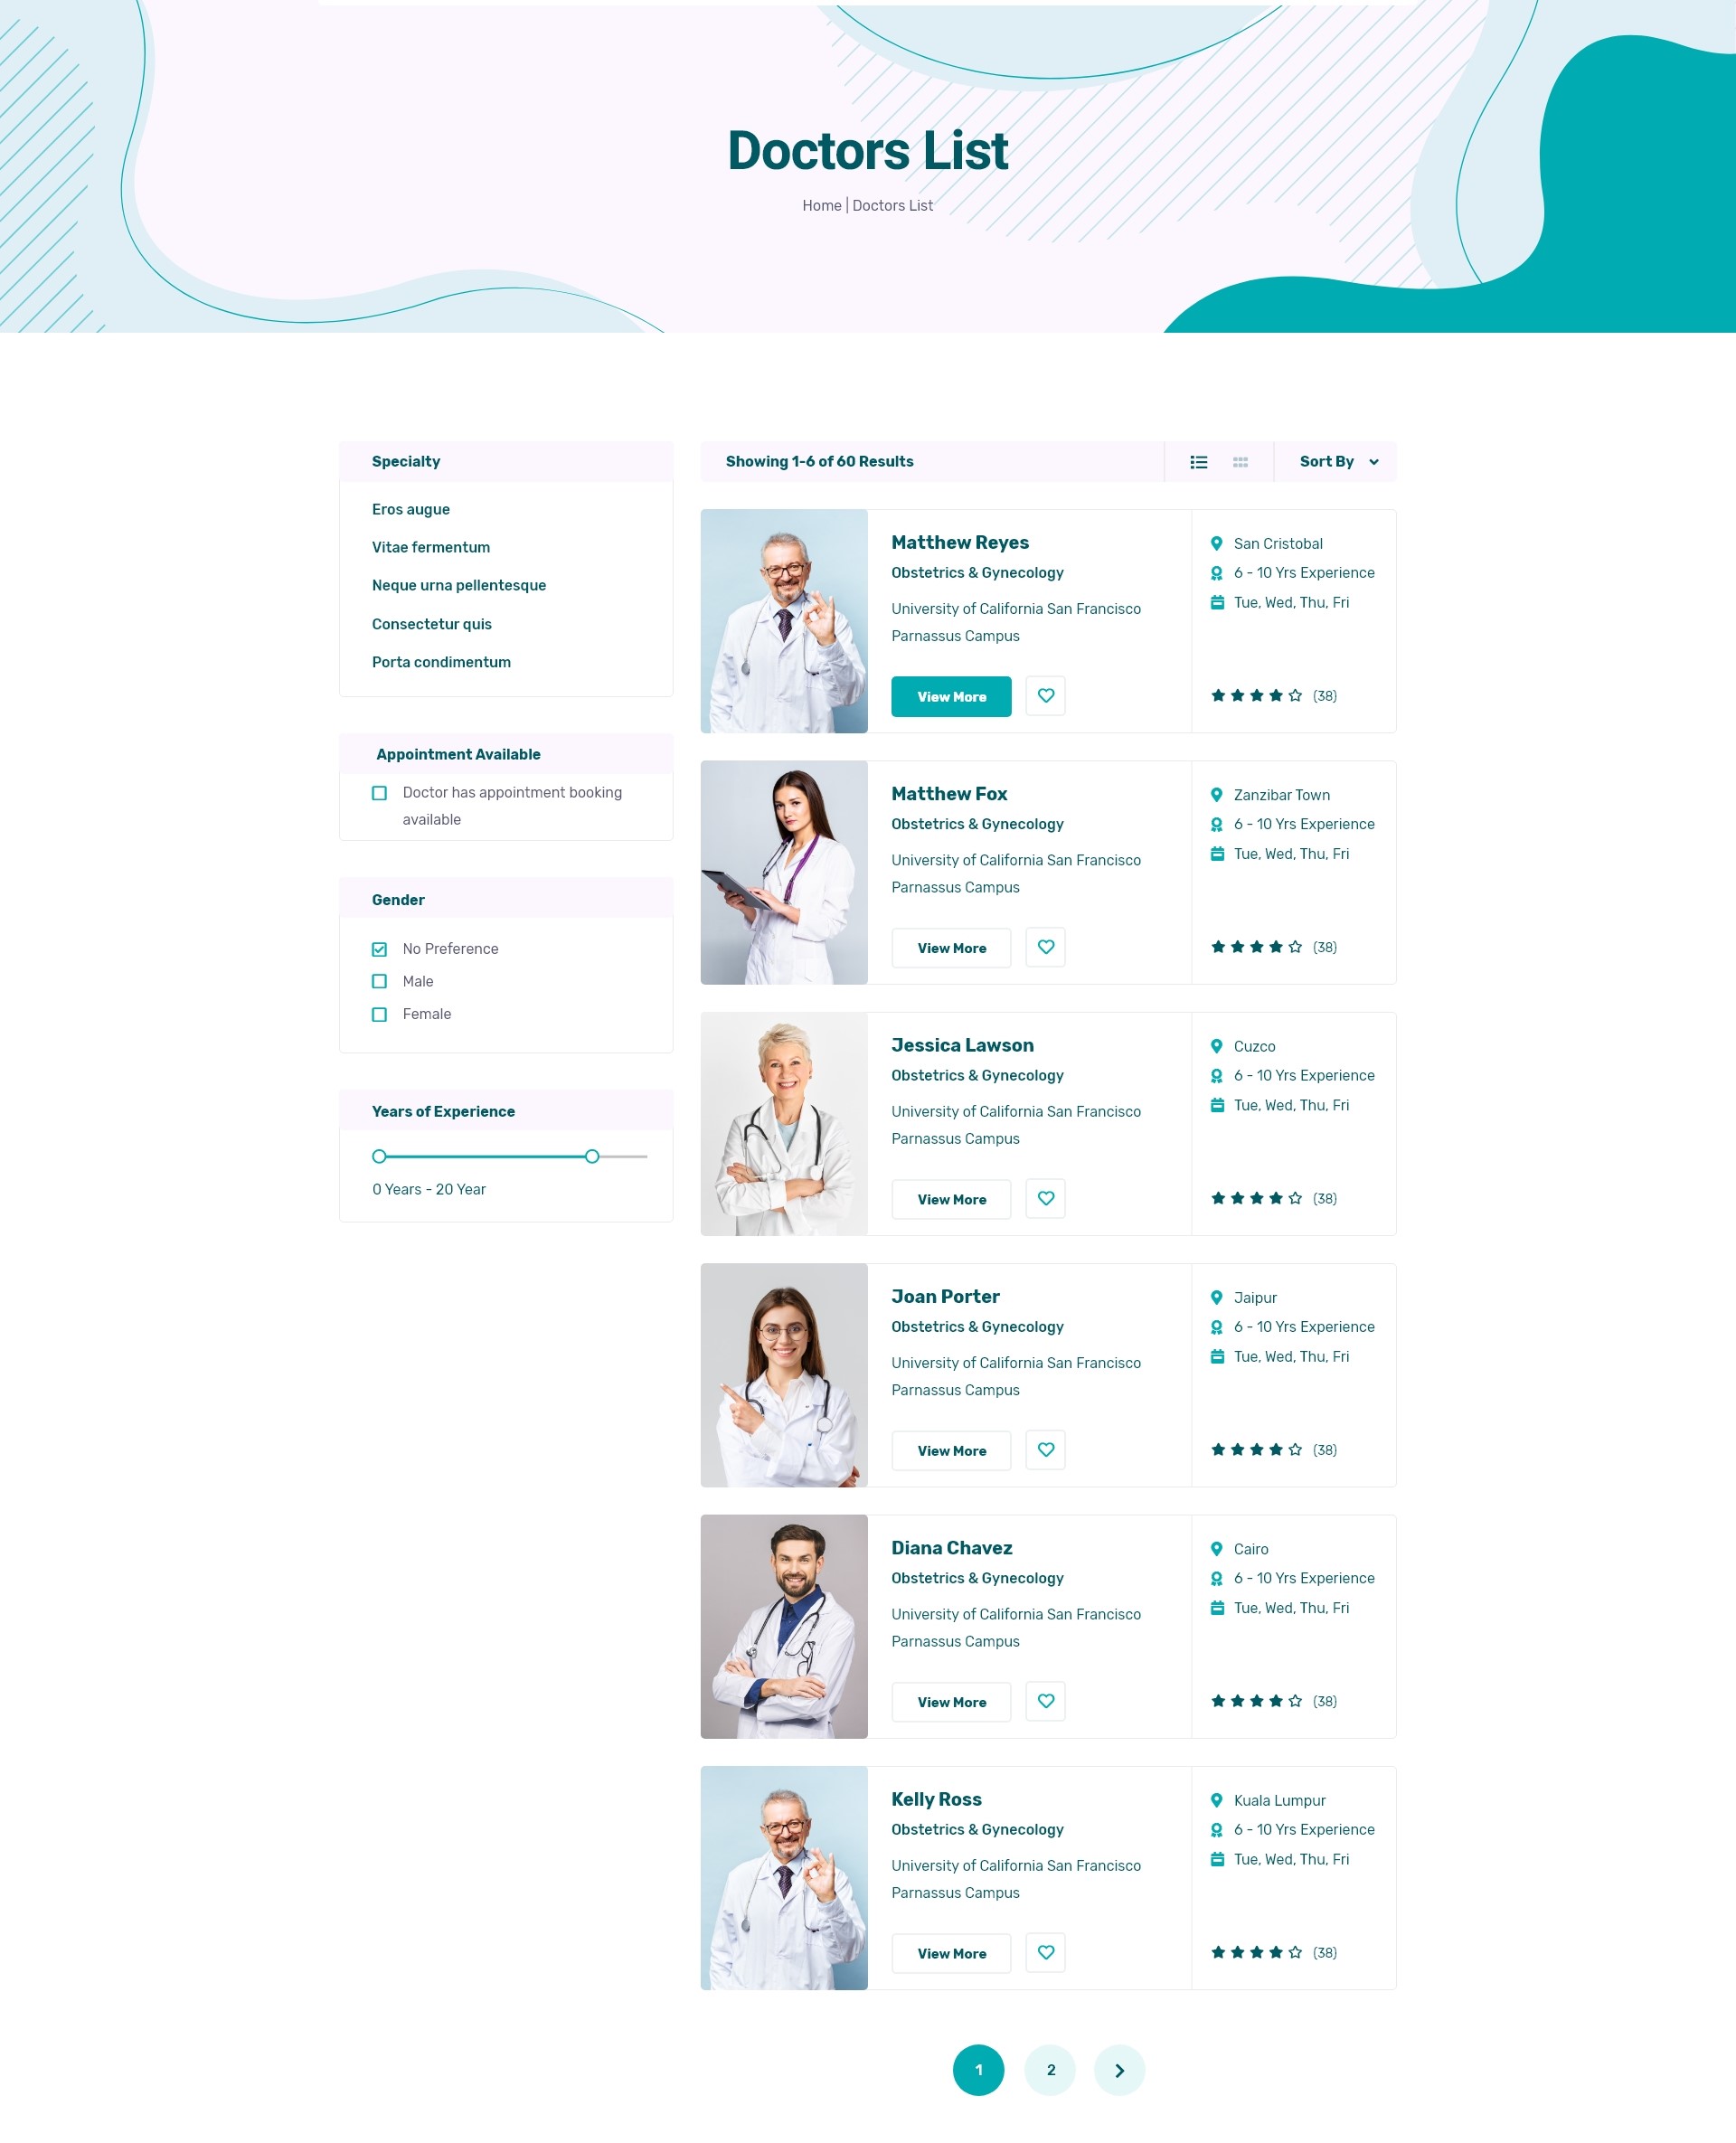 Doctors List
Home | Doctors List
Specialty
Eros augue
Vitae fermentum
Neque urna pellentesque
Consectetur quis
Porta condimentum
Appointment Available
Doctor has appointment booking
available
Gender
No Preference
Male
Female
Years of Experience
0 Years - 20 Year
Showing 1-6 of 60 Results
Sort By
Matthew Reyes
Obstetrics & Gynecology
University of California San Francisco
Parnassus Campus
View More
San Cristobal
6 - 10 Yrs Experience
Tue, Wed, Thu, Fri
(38)
Matthew Fox
Obstetrics & Gynecology
University of California San Francisco
Parnassus Campus
View More
Zanzibar Town
6 - 10 Yrs Experience
Tue, Wed, Thu, Fri
(38)
Jessica Lawson
Obstetrics & Gynecology
University of California San Francisco
Parnassus Campus
View More
Cuzco
6 - 10 Yrs Experience
Tue, Wed, Thu, Fri
(38)
Joan Porter
Obstetrics & Gynecology
University of California San Francisco
Parnassus Campus
View More
Jaipur
6 - 10 Yrs Experience
Tue, Wed, Thu, Fri
(38)
Diana Chavez
Obstetrics & Gynecology
University of California San Francisco
Parnassus Campus
View More
Cairo
6 - 10 Yrs Experience
Tue, Wed, Thu, Fri
(38)
Kelly Ross
Obstetrics & Gynecology
University of California San Francisco
Parnassus Campus
View More
Kuala Lumpur
6 - 10 Yrs Experience
Tue, Wed, Thu, Fri
(38)
1 2